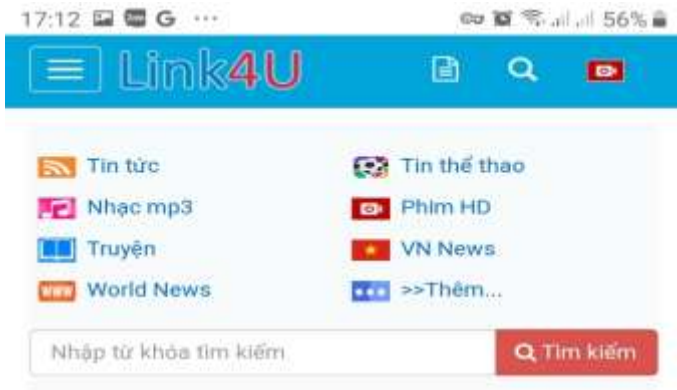 17:12 G ... 56%
Link4U
Tin tức Tin thể thao
Nhạc mp3 Phim HD
Truyện VN News
www World News >>Thêm...
Nhập từ khóa tìm kiếm Tìm kiếm